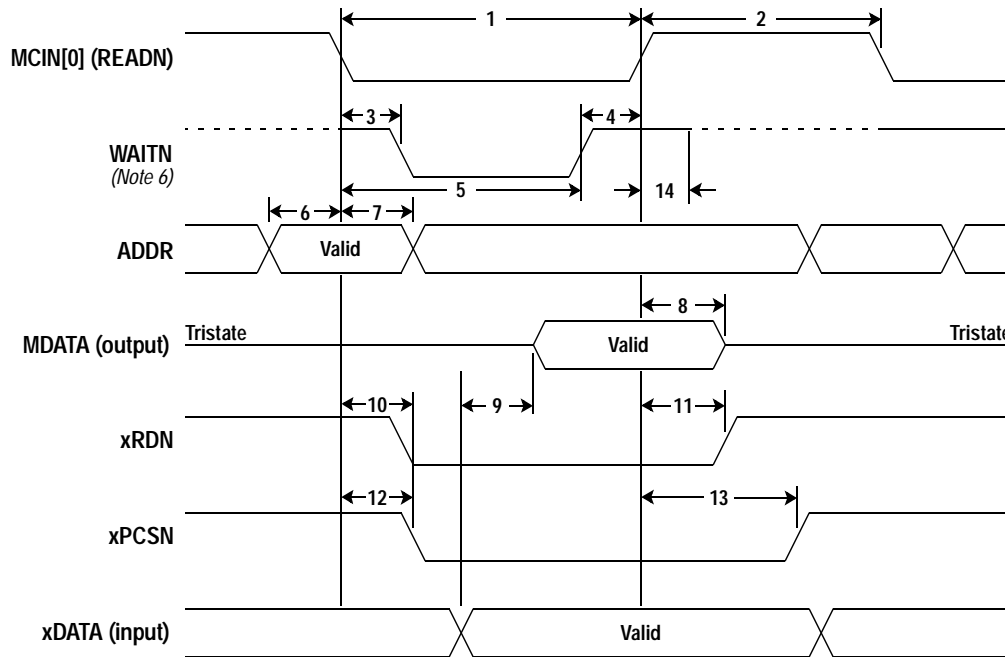 1 2
MCIN[0] (READN)
3 4
WAITN
(Note 6)
5 14
6 7
ADDR Valid
8
MDATA (output) Tristate Valid Tristate
10 9 11
xRDN
12 13
xPCSN
xDATA (input) Valid